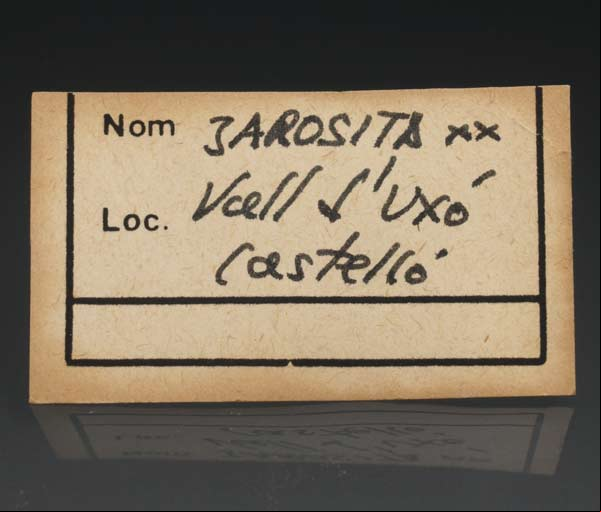 Nom JAROSITA xx
Loc. Vall d'Uxó
Castelló